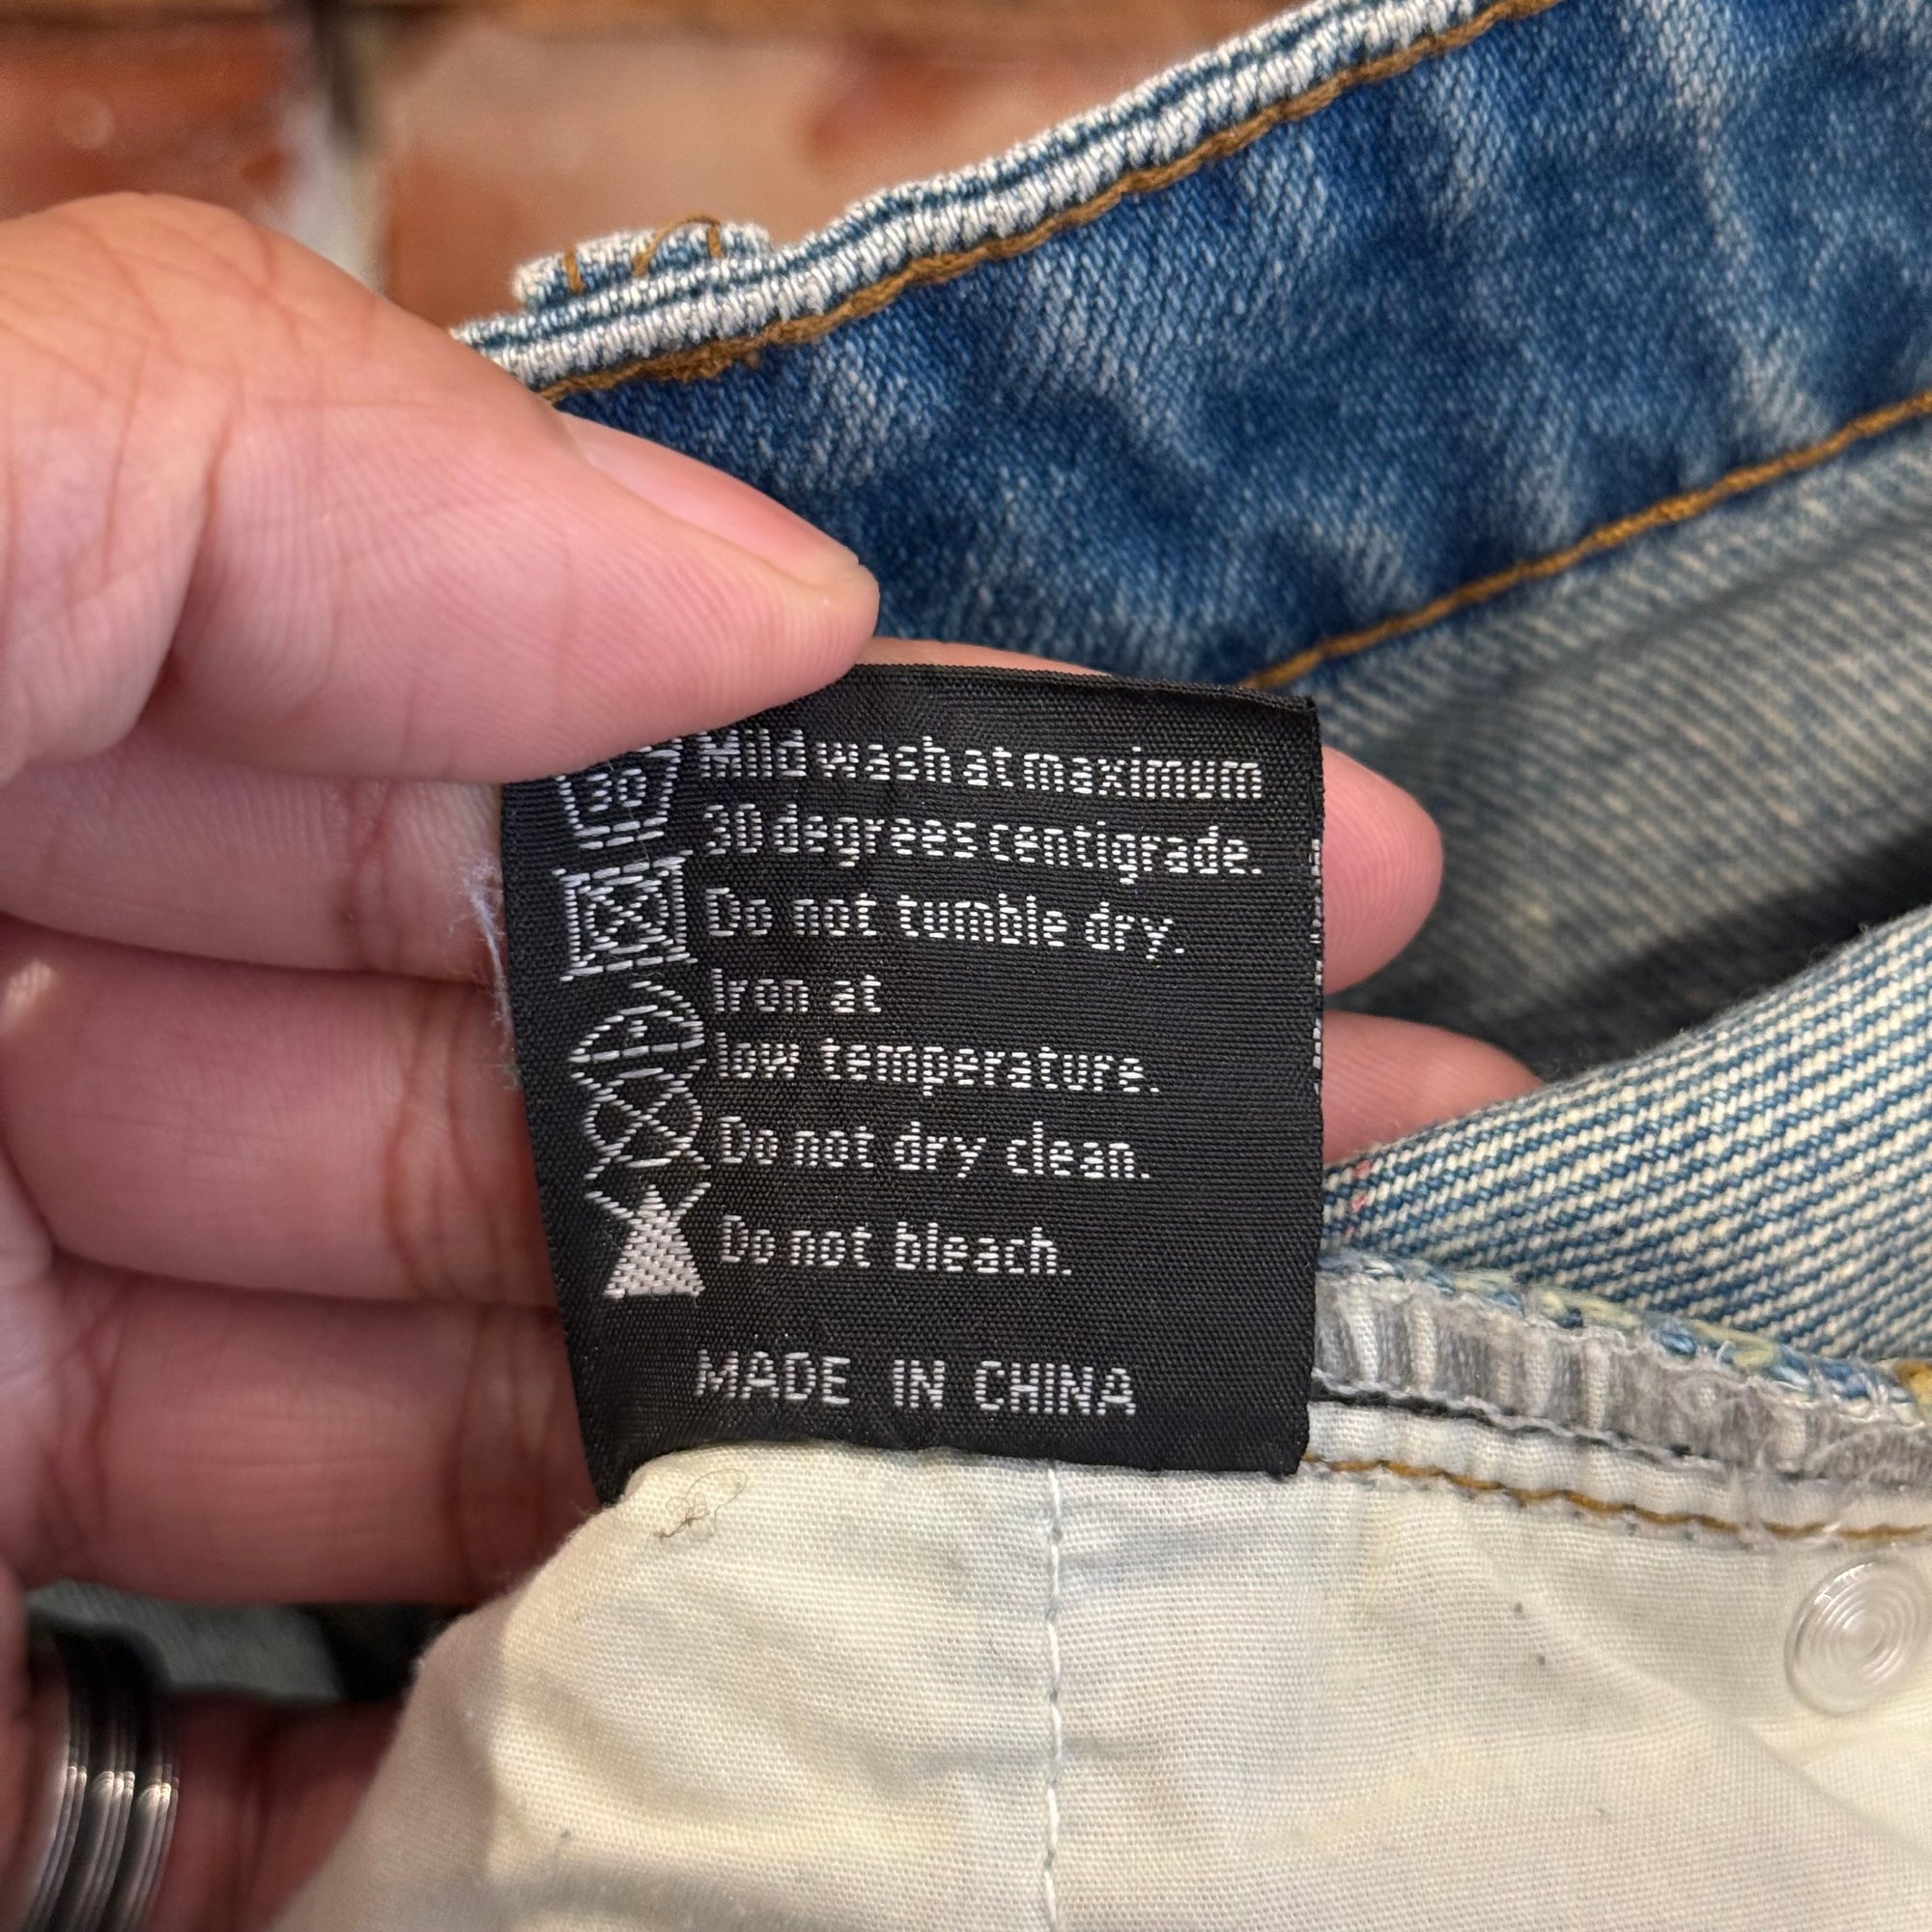 30 Mild wash at maximum
30 degrees centigrade.
Do not tumble dry.
Iron at
low temperature.
Do not dry clean.
Do not bleach.
MADE IN CHINA